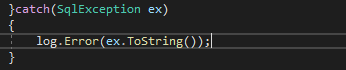 }catch(SqlException ex)
{
    log.Error(ex.ToString());
}